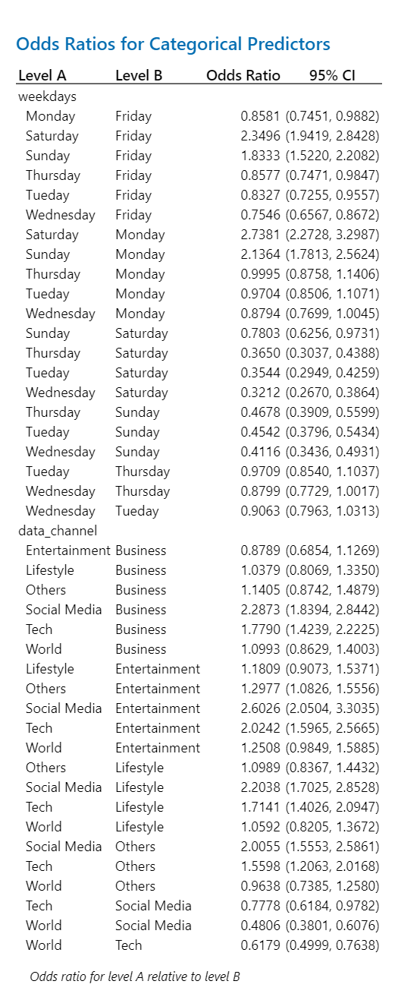 Odds Ratios for Categorical Predictors
Level A Level B Odds Ratio 95% CI
weekdays
Monday Friday 0.8581 (0.7451, 0.9882)
Saturday Friday 2.3496 (1.9419, 2.8428)
Sunday Friday 1.8333 (1.5220, 2.2082)
Thursday Friday 0.8577 (0.7471, 0.9847)
Tueday Friday 0.8327 (0.7255, 0.9557)
Wednesday Friday 0.7546 (0.6567, 0.8672)
Saturday Monday 2.7381 (2.2728, 3.2987)
Sunday Monday 2.1364 (1.7813, 2.5624)
Thursday Monday 0.9995 (0.8758, 1.1406)
Tueday Monday 0.9704 (0.8506, 1.1071)
Wednesday Monday 0.8794 (0.7699, 1.0045)
Sunday Saturday 0.7803 (0.6256, 0.9731)
Thursday Saturday 0.3650 (0.3037, 0.4388)
Tueday Saturday 0.3544 (0.2949, 0.4259)
Wednesday Saturday 0.3212 (0.2670, 0.3864)
Thursday Sunday 0.4678 (0.3909, 0.5599)
Tueday Sunday 0.4542 (0.3796, 0.5434)
Wednesday Sunday 0.4116 (0.3436, 0.4931)
Tueday Thursday 0.9709 (0.8540, 1.1037)
Wednesday Thursday 0.8799 (0.7729, 1.0017)
Wednesday Tueday 0.9063 (0.7963, 1.0313)
data_channel
Entertainment Business 0.8789 (0.6854, 1.1269)
Lifestyle Business 1.0379 (0.8069, 1.3350)
Others Business 1.1405 (0.8742, 1.4879)
Social Media Business 2.2873 (1.8394, 2.8442)
Tech Business 1.7790 (1.4239, 2.2225)
World Business 1.0993 (0.8629, 1.4003)
Lifestyle Entertainment 1.1809 (0.9073, 1.5371)
Others Entertainment 1.2977 (1.0826, 1.5556)
Social Media Entertainment 2.6026 (2.0504, 3.3035)
Tech Entertainment 2.0242 (1.5965, 2.5665)
World Entertainment 1.2508 (0.9849, 1.5885)
Others Lifestyle 1.0989 (0.8367, 1.4432)
Social Media Lifestyle 2.2038 (1.7025, 2.8528)
Tech Lifestyle 1.7141 (1.4026, 2.0947)
World Lifestyle 1.0592 (0.8205, 1.3672)
Social Media Others 2.0055 (1.5553, 2.5861)
Tech Others 1.5598 (1.2063, 2.0168)
World Others 0.9638 (0.7385, 1.2580)
Tech Social Media 0.7778 (0.6184, 0.9782)
World Social Media 0.4806 (0.3801, 0.6076)
World Tech 0.6179 (0.4999, 0.7638)
Odds ratio for level A relative to level B